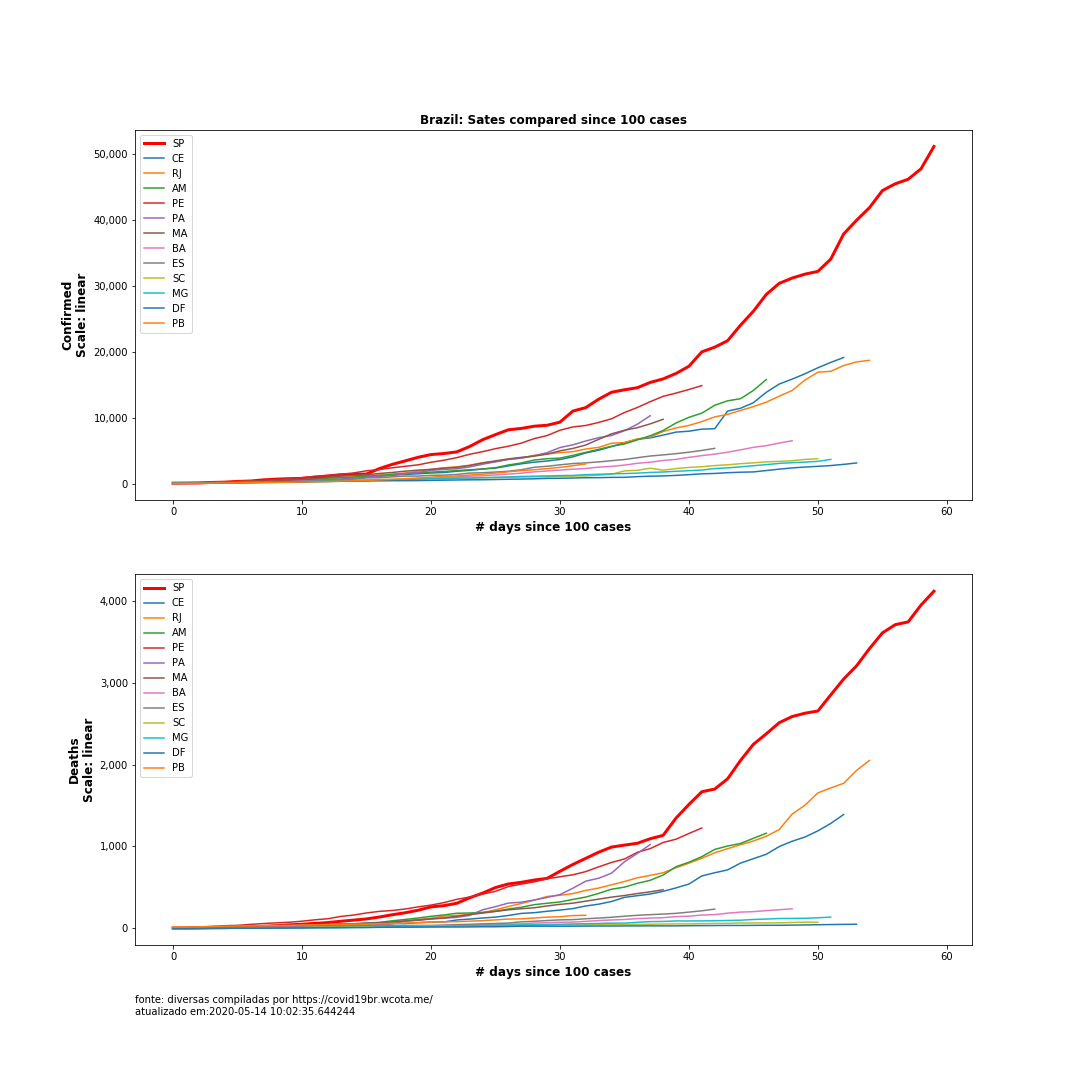 Brazil: Sates compared since 100 cases
SP
CE
RJ
AM
PE
PA
MA
BA
ES
SC
MG
DF
PB
50,000
40,000
30,000
20,000
10,000
0
Confirmed
Scale: linear
0 10 20 30 40 50 60
# days since 100 cases
SP
CE
RJ
AM
PE
PA
MA
BA
ES
SC
MG
DF
PB
4,000
3,000
2,000
1,000
0
Deaths
Scale: linear
0 10 20 30 40 50 60
# days since 100 cases
fonte: diversas compiladas por https://covid19br.wcota.me/
atualizado em:2020-05-14 10:02:35.644244